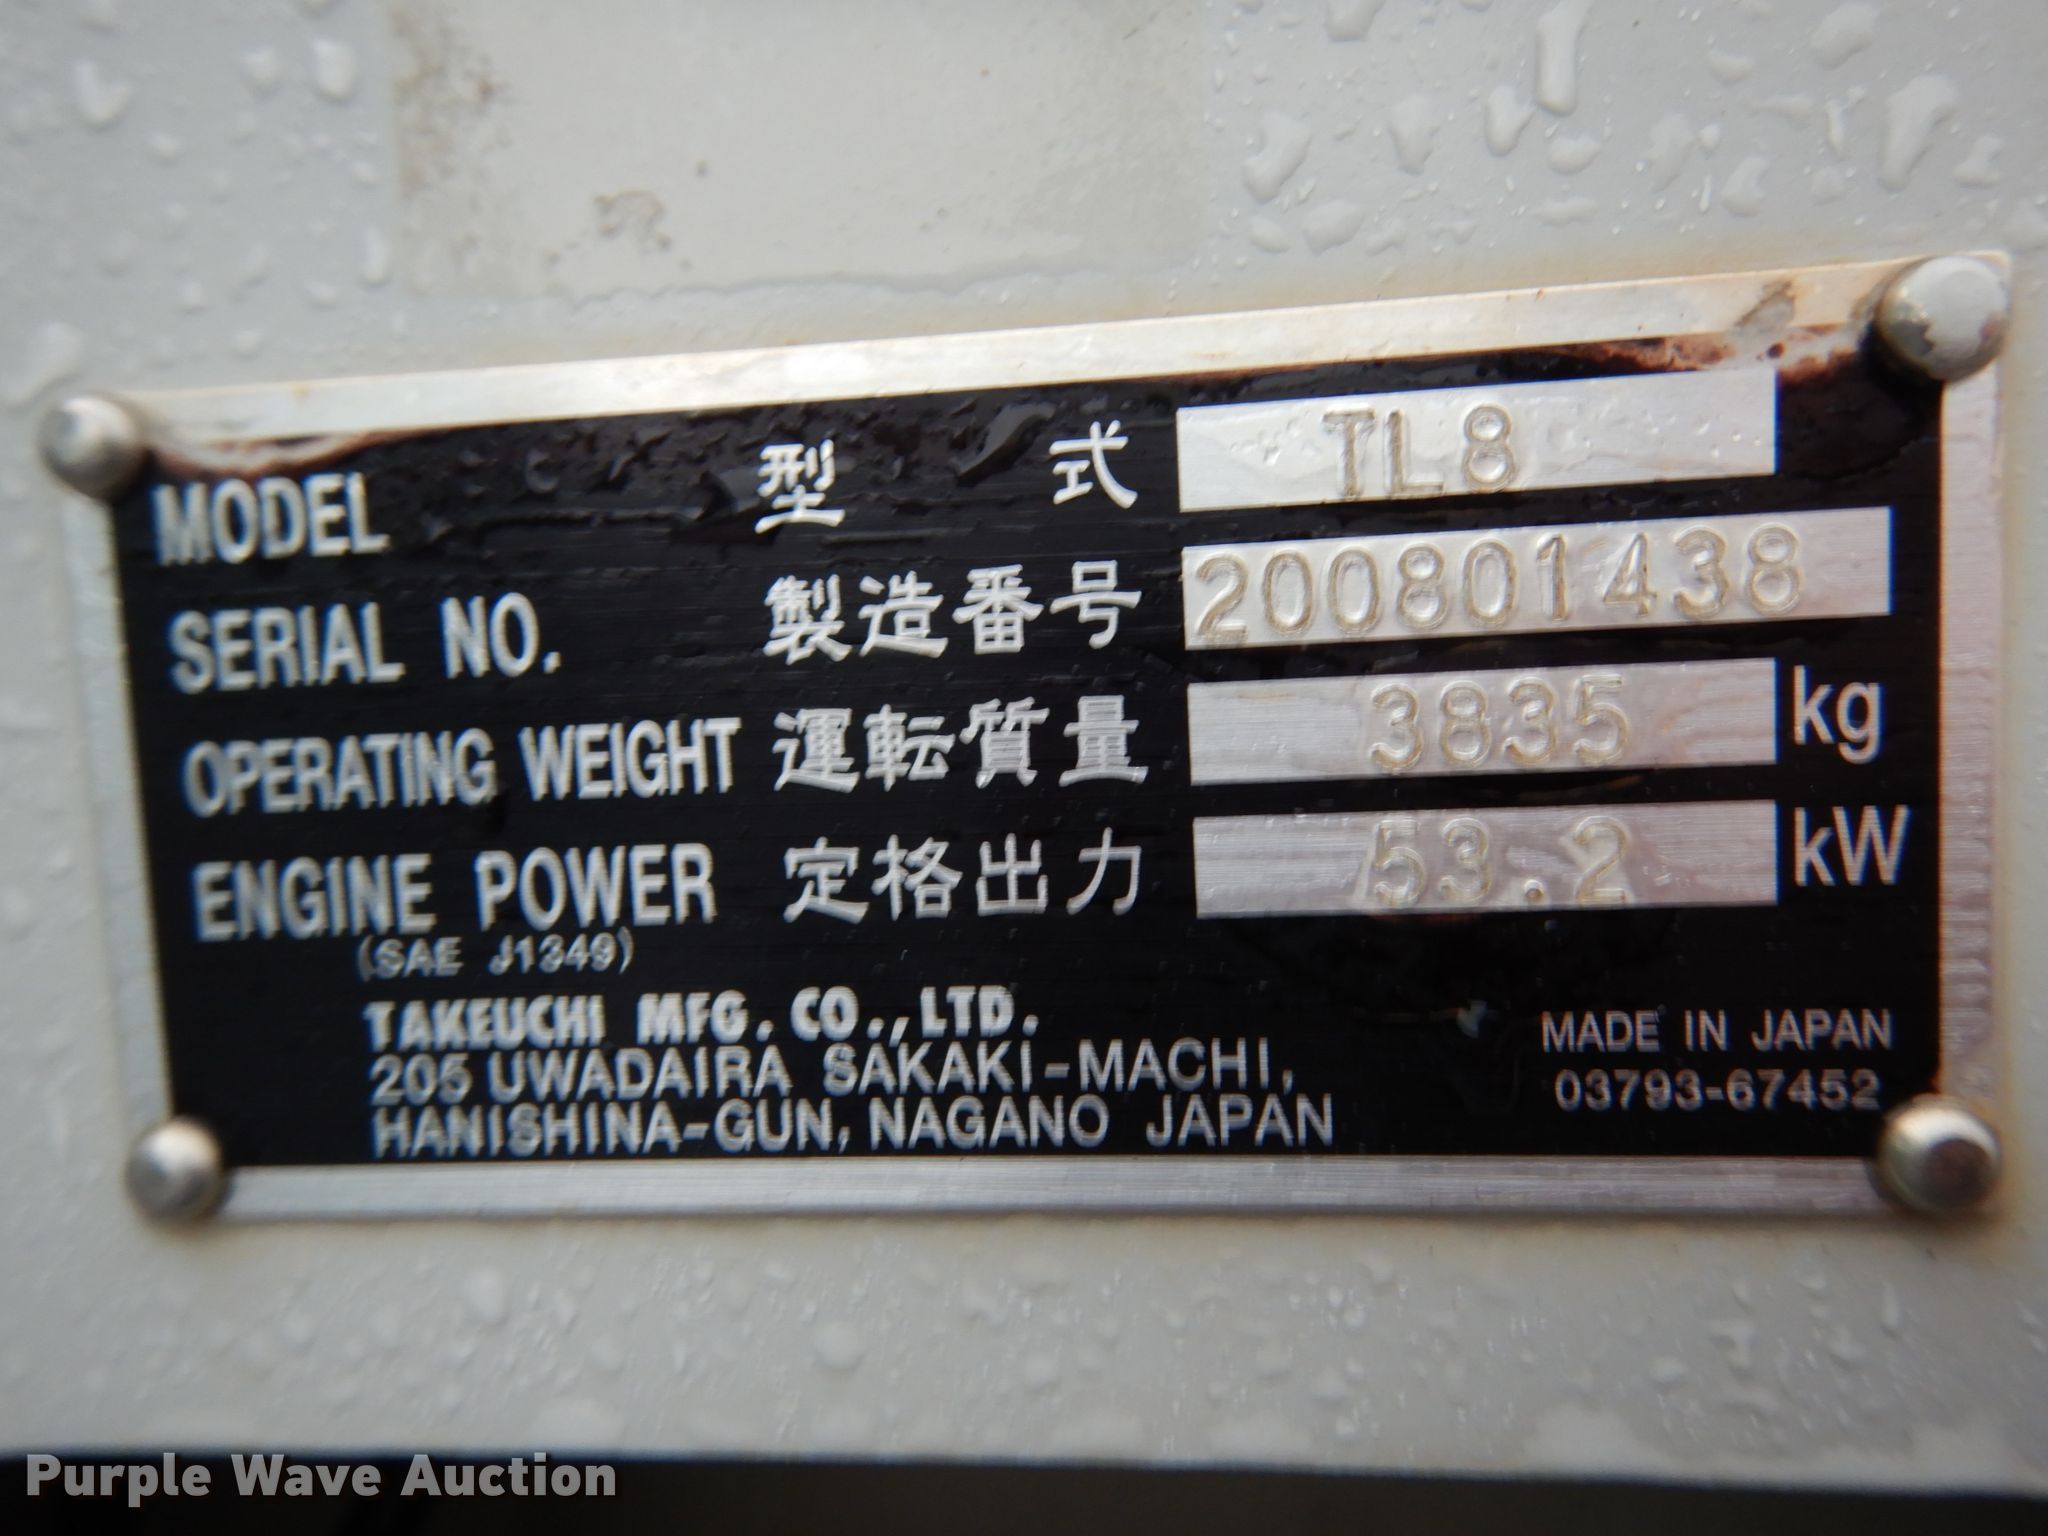 MODEL 型式 TL8
SERIAL NO. 製造番号 200801438
OPERATING WEIGHT 運転質量 3835 kg
ENGINE POWER 定格出力 53.2 kW
(SAE J1349)
TAKEUCHI MFG. CO., LTD.
205 UWADAIRA SAKAKI-MACHI,
HANISHINA-GUN, NAGANO JAPAN
MADE IN JAPAN
03793-67452
Purple Wave Auction